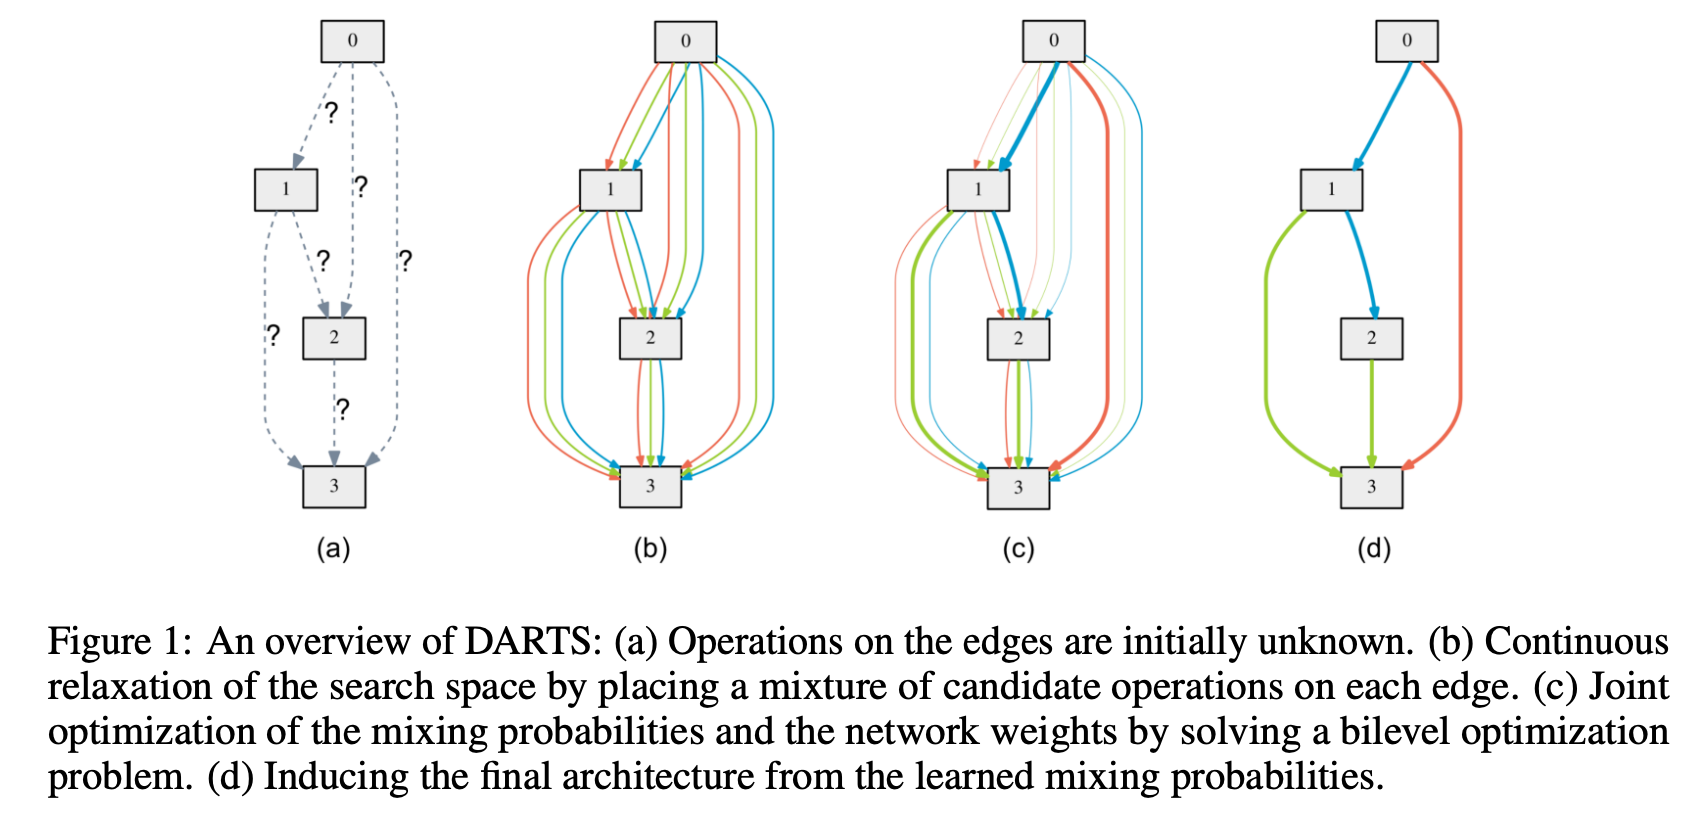 0
0
0
0
?
1
?
1
1
1
?
?
?
2
2
2
2
?
3
3
3
3
(a)
(b)
(c)
(d)
Figure 1: An overview of DARTS: (a) Operations on the edges are initially unknown. (b) Continuous
relaxation of the search space by placing a mixture of candidate operations on each edge. (c) Joint
optimization of the mixing probabilities and the network weights by solving a bilevel optimization
problem. (d) Inducing the final architecture from the learned mixing probabilities.